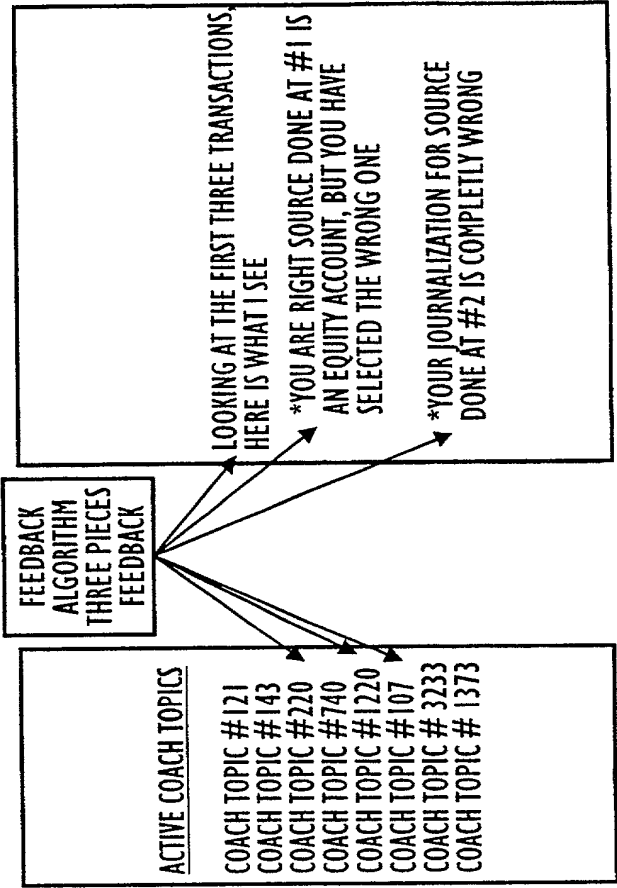 ACTIVE COACH TOPICS
COACH TOPIC #121
COACH TOPIC #143
COACH TOPIC #220
COACH TOPIC #740
COACH TOPIC #1220
COACH TOPIC #107
COACH TOPIC # 3233
COACH TOPIC # 1373
FEEDBACK
ALGORITHM
THREE PIECES
FEEDBACK
LOOKING AT THE FIRST THREE TRANSACTIONS,
HERE IS WHAT I SEE
*YOU ARE RIGHT SOURCE DONE AT #1 IS
AN EQUITY ACCOUNT, BUT YOU HAVE
SELECTED THE WRONG ONE
*YOUR JOURNALIZATION FOR SOURCE
DONE AT #2 IS COMPLETLY WRONG